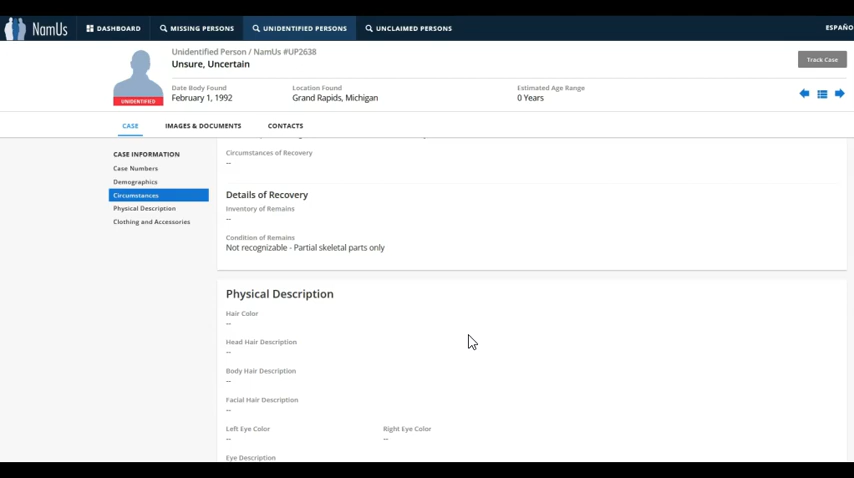 NamUs DASHBOARD MISSING PERSONS UNIDENTIFIED PERSONS UNCLAIMED PERSONS ESPAÑO
Unidentified Person / NamUs #UP2638
Unsure, Uncertain
Track Case
Date Body Found Location Found Estimated Age Range
February 1, 1992 Grand Rapids, Michigan 0 Years
UNIDENTIFIED
CASE IMAGES & DOCUMENTS CONTACTS
CASE INFORMATION
Case Numbers
Demographics
Circumstances
Physical Description
Clothing and Accessories
Circumstances of Recovery
--
Details of Recovery
Inventory of Remains
--
Condition of Remains
Not recognizable - Partial skeletal parts only
Physical Description
Hair Color
--
Head Hair Description
--
Body Hair Description
--
Facial Hair Description
--
Left Eye Color Right Eye Color
-- --
Eye Description